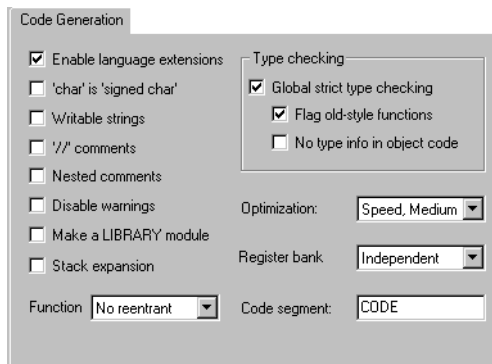 Code Generation
Enable language extensions
'char' is 'signed char'
Writable strings
'//' comments
Nested comments
Disable warnings
Make a LIBRARY module
Stack expansion
Function No reentrant
Type checking
Global strict type checking
Flag old-style functions
No type info in object code
Optimization: Speed, Medium
Register bank Independent
Code segment: CODE